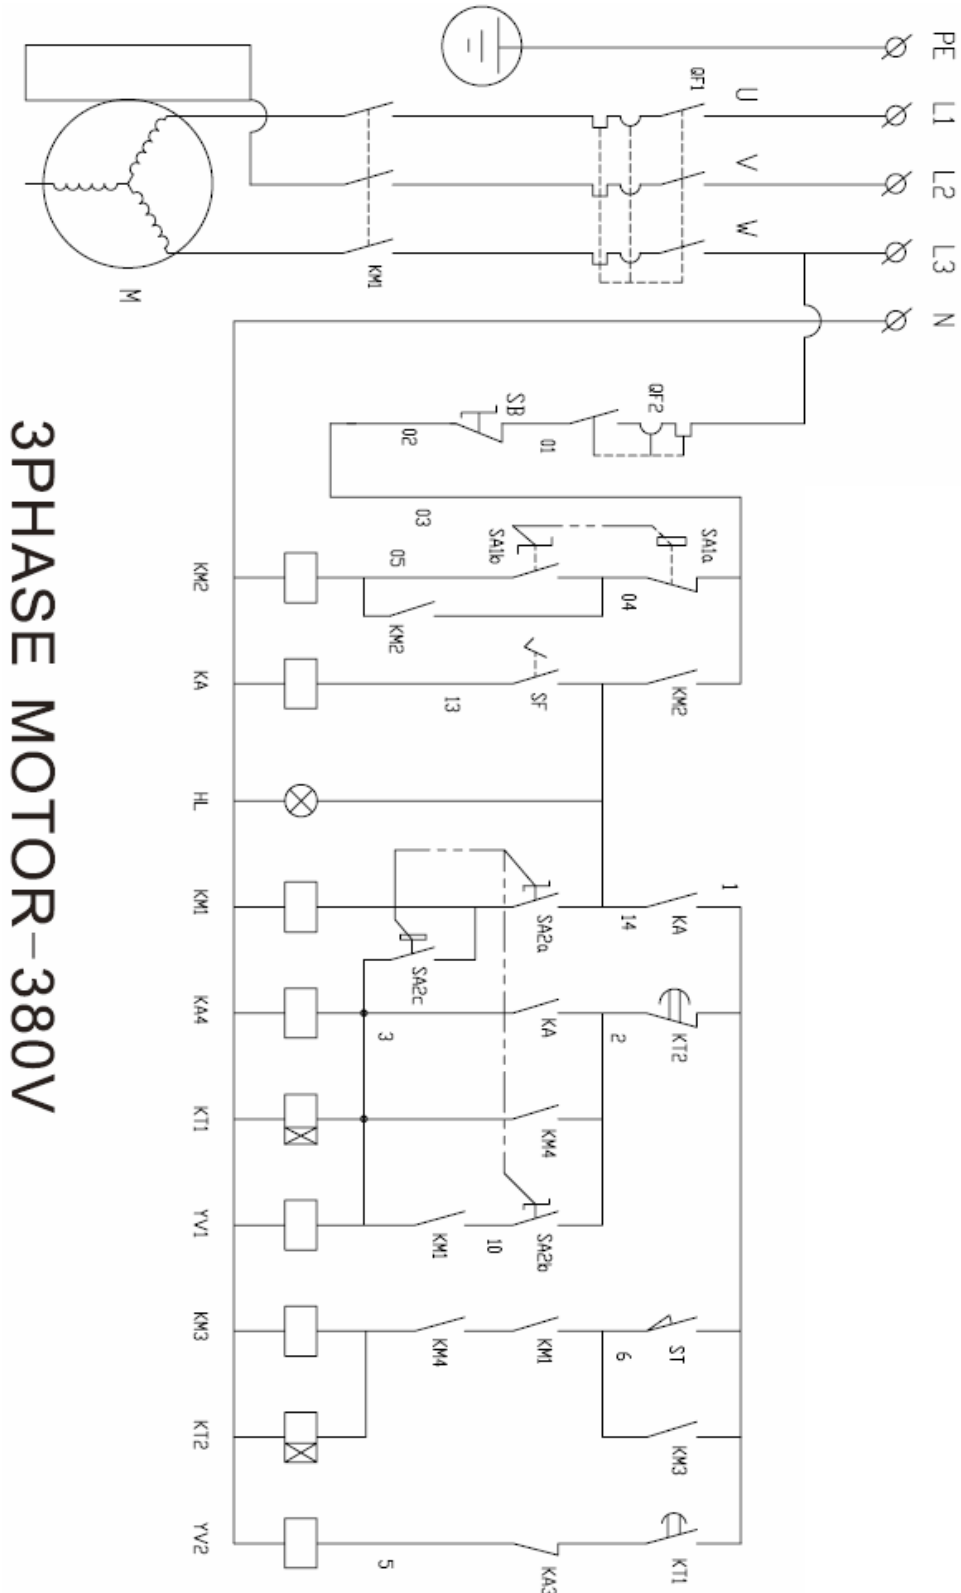 PE
L1
L2
L3
N
QF1
U
V
W
KM1
M
QF2
SB
01
02
03
SA1a
SA1b
04
05
KM2
KM2
KM2
SF
13
KA
HL
1
KA
14
SA2a
SA2c
KM1
KT2
2
KA
3
KA4
KM4
KT1
SA2b
10
KM1
YV1
ST
6
KM1
KM4
KM3
KM3
KT2
KT1
KA3
5
YV2
3PHASE MOTOR-380V